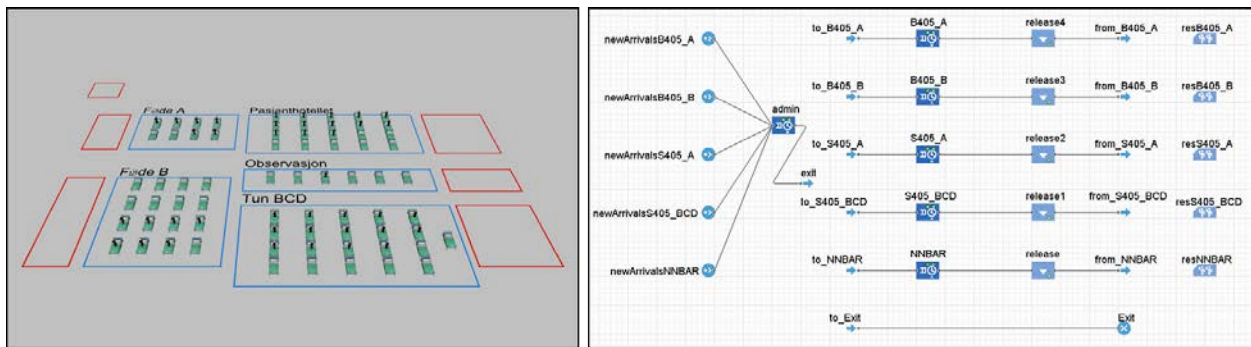 Føde A
Pasienthotellet
Observasjon
Føde B
Tun BCD
newArrivalsB405_A
newArrivalsB405_B
newArrivalsS405_A
newArrivalsS405_BCD
newArrivalsNNBAR
admin
exit
to_B405_A B405_A release4 from_B405_A resB405_A
to_B405_B B405_B release3 from_B405_B resB405_B
to_S405_A S405_A release2 from_S405_A resS405_A
to_S405_BCD S405_BCD release1 from_S405_BCD resS405_BCD
to_NNBAR NNBAR release from_NNBAR resNNBAR
to_Exit Exit